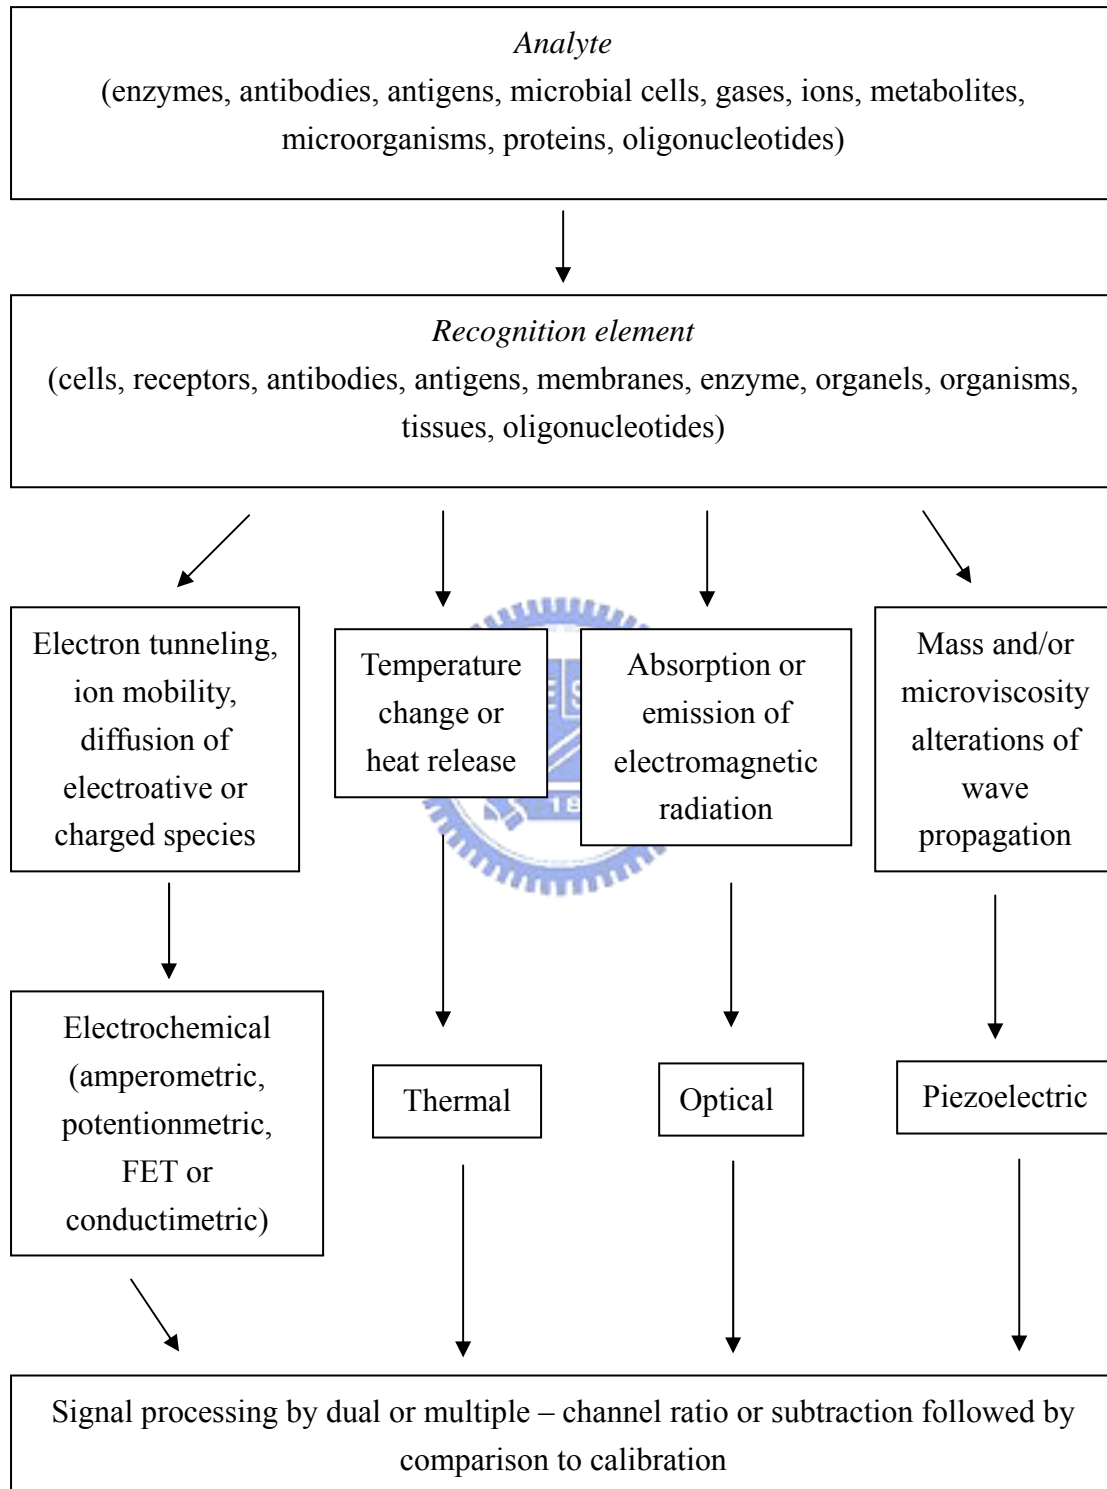 Analyte
(enzymes, antibodies, antigens, microbial cells, gases, ions, metabolites,
microorganisms, proteins, oligonucleotides)
Recognition element
(cells, receptors, antibodies, antigens, membranes, enzyme, organels, organisms,
tissues, oligonucleotides)
Electron tunneling,
ion mobility,
diffusion of
electroative or
charged species
Temperature
change or
heat release
Absorption or
emission of
electromagnetic
radiation
Mass and/or
microviscosity
alterations of
wave
propagation
Electrochemical
(amperometric,
potentionmetric,
FET or
conductimetric)
Thermal
Optical
Piezoelectric
Signal processing by dual or multiple – channel ratio or subtraction followed by
comparison to calibration